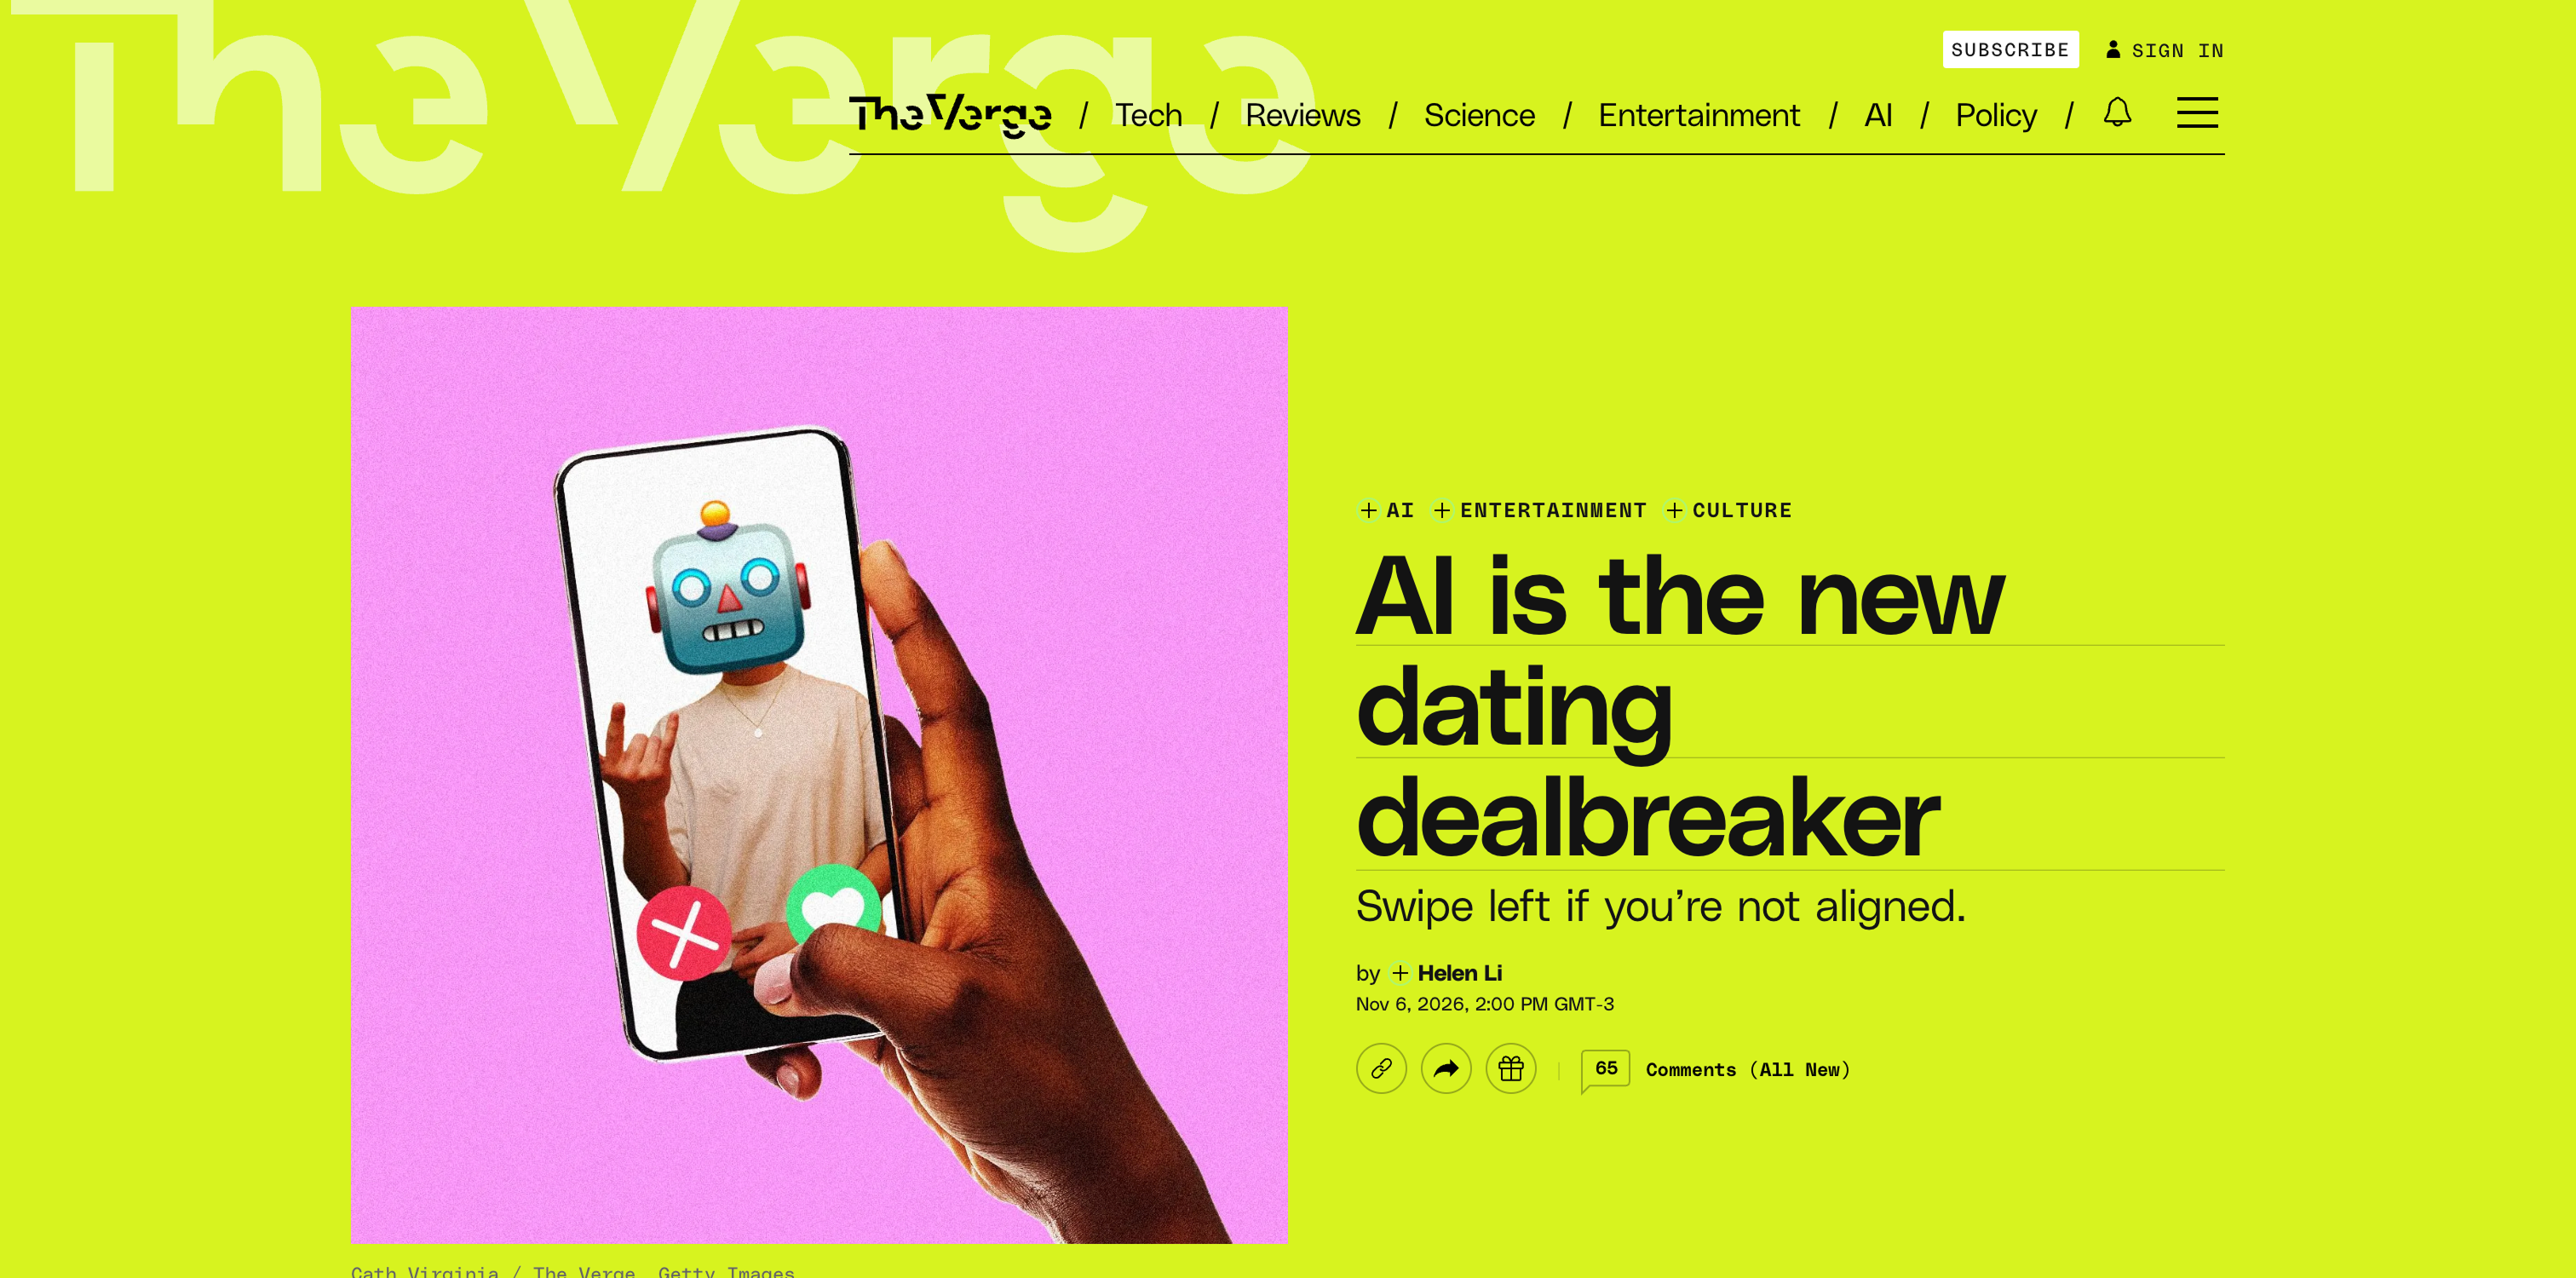 The Verge
SUBSCRIBE SIGN IN
The Verge / Tech / Reviews / Science / Entertainment / AI / Policy /
AI ENTERTAINMENT CULTURE
AI is the new
dating
dealbreaker
Swipe left if you’re not aligned.
by Helen Li
Nov 6, 2026, 2:00 PM GMT-3
65 Comments (All New)
Cath Virginia / The Verge, Getty Images